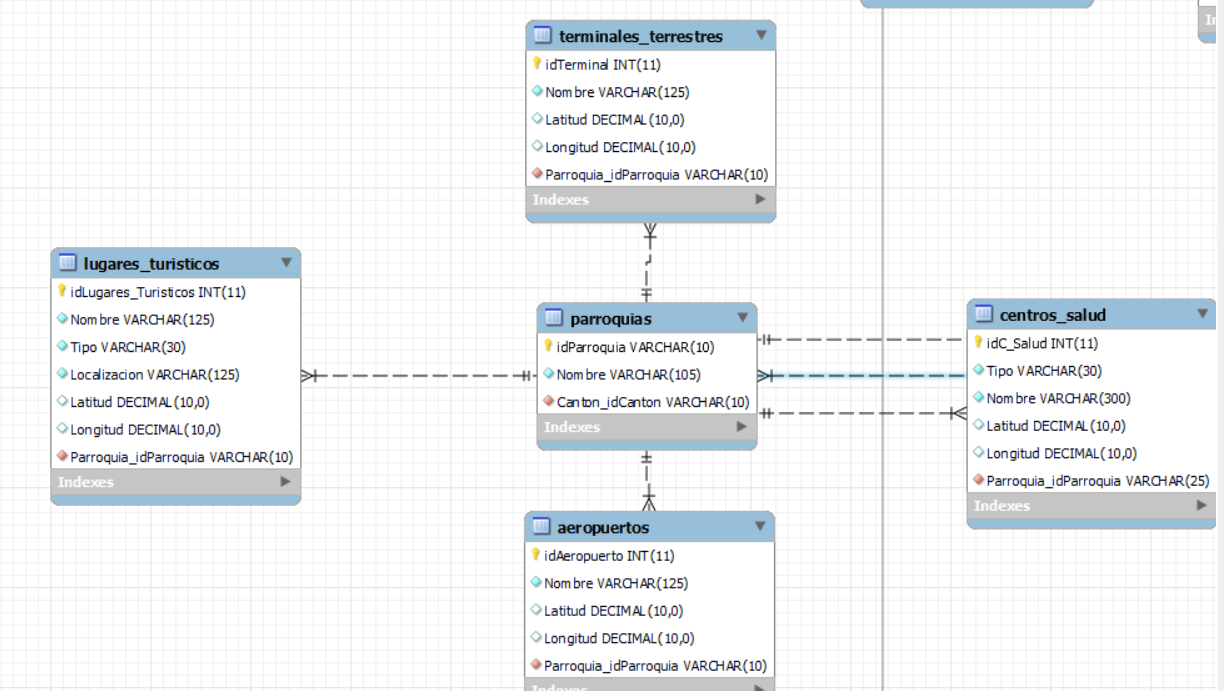 terminales_terrestres
idTerminal INT(11)
Nombre VARCHAR(125)
Latitud DECIMAL(10,0)
Longitud DECIMAL(10,0)
Parroquia_idParroquia VARCHAR(10)
Indexes
lugares_turisticos
idLugares_Turisticos INT(11)
Nombre VARCHAR(125)
Tipo VARCHAR(30)
Localizacion VARCHAR(125)
Latitud DECIMAL(10,0)
Longitud DECIMAL(10,0)
Parroquia_idParroquia VARCHAR(10)
Indexes
parroquias
idParroquia VARCHAR(10)
Nombre VARCHAR(105)
Canton_idCanton VARCHAR(10)
Indexes
centros_salud
idC_Salud INT(11)
Tipo VARCHAR(30)
Nombre VARCHAR(300)
Latitud DECIMAL(10,0)
Longitud DECIMAL(10,0)
Parroquia_idParroquia VARCHAR(25)
Indexes
aeropuertos
idAeropuerto INT(11)
Nombre VARCHAR(125)
Latitud DECIMAL(10,0)
Longitud DECIMAL(10,0)
Parroquia_idParroquia VARCHAR(10)
Indexes